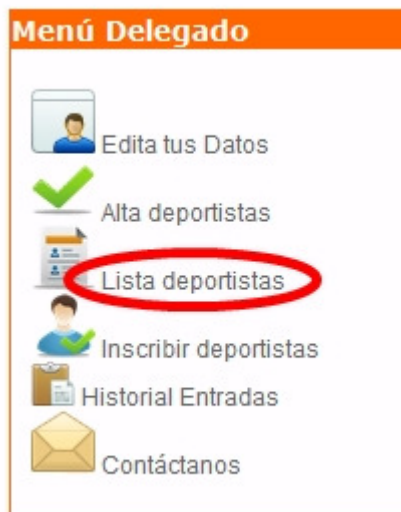 Menú Delegado
Edita tus Datos
Alta deportistas
Lista deportistas
Inscribir deportistas
Historial Entradas
Contáctanos